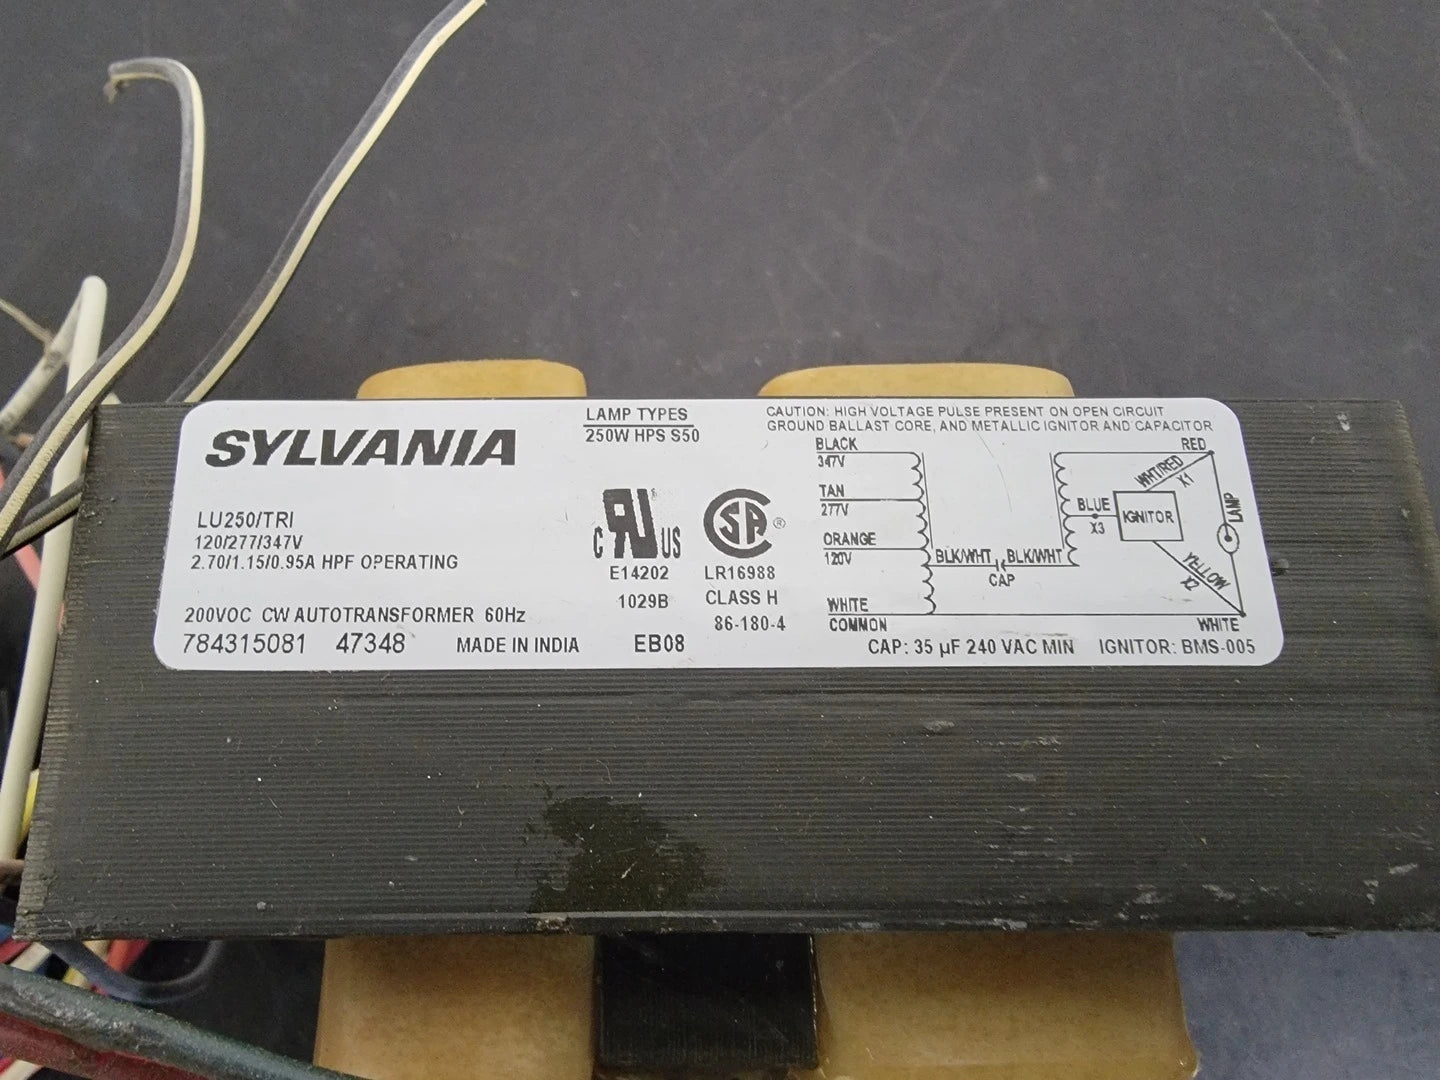 SYLVANIA
LU250/TRI
120/277/347V
2.70/1.15/0.95A HPF OPERATING
200VOC CW AUTOTRANSFORMER 60Hz
784315081 47348 MADE IN INDIA
LAMP TYPES
250W HPS S50
C UR US
E14202
1029B
EB08
CSA ®
LR16988
CLASS H
86-180-4
CAUTION: HIGH VOLTAGE PULSE PRESENT ON OPEN CIRCUIT
GROUND BALLAST CORE, AND METALLIC IGNITOR AND CAPACITOR
BLACK
347V
TAN
277V
ORANGE
120V
WHITE
COMMON
BLK/WHT BLK/WHT
CAP
RED
WHT/RED
X1
BLUE
X3
IGNITOR
LAMP
YELLOW
X2
WHITE
CAP: 35 µF 240 VAC MIN IGNITOR: BMS-005